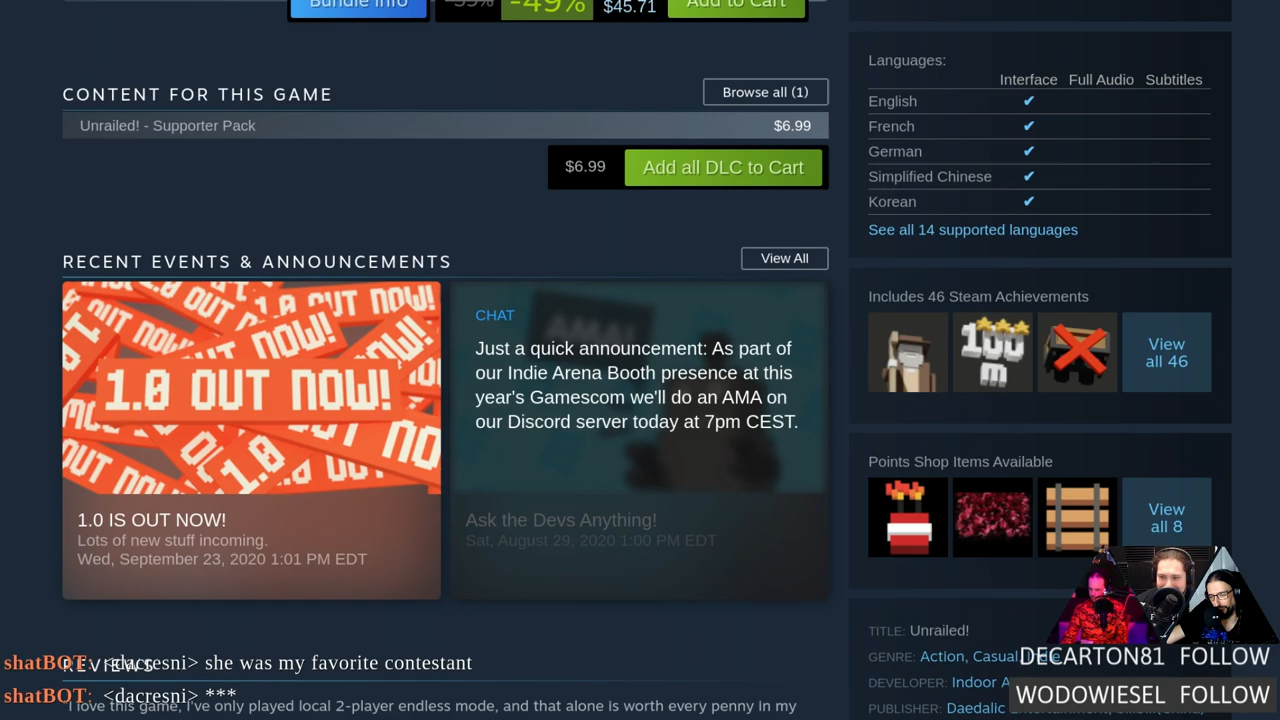 Bundle info
-49%
$45.71
Add to Cart
CONTENT FOR THIS GAME
Browse all (1)
Unrailed! - Supporter Pack
$6.99
$6.99
Add all DLC to Cart
RECENT EVENTS & ANNOUNCEMENTS
View All
1.0 OUT NOW!
CHAT
Just a quick announcement: As part of
our Indie Arena Booth presence at this
year's Gamescom we'll do an AMA on
our Discord server today at 7pm CEST.
1.0 IS OUT NOW!
Lots of new stuff incoming.
Wed, September 23, 2020 1:01 PM EDT
Ask the Devs Anything!
Sat, August 29, 2020 1:00 PM EDT
REVIEWS
shatBOT: <dacresni> she was my favorite contestant
shatBOT: <dacresni> ***
"I love this game, I've only played local 2-player endless mode, and that alone is worth every penny in my
Languages:
Interface Full Audio Subtitles
English ✔
French ✔
German ✔
Simplified Chinese ✔
Korean ✔
See all 14 supported languages
Includes 46 Steam Achievements
100
m
View
all 46
Points Shop Items Available
View
all 8
TITLE: Unrailed!
GENRE: Action, Casual, Indie
DEVELOPER: Indoor
PUBLISHER: Daedalic
DECARTON81 FOLLOW
WODOWIESEL FOLLOW